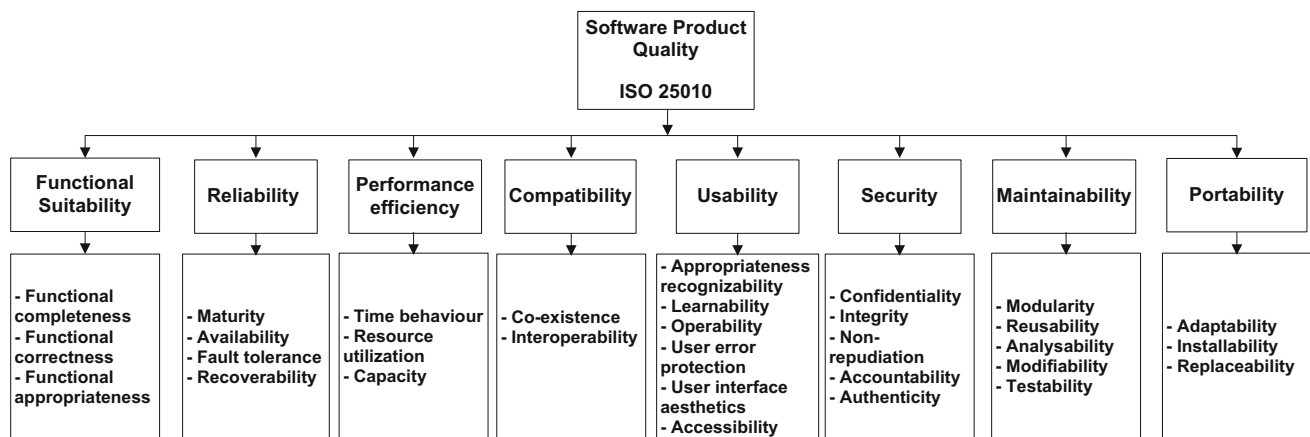 Software Product
Quality
ISO 25010
Functional
Suitability
Reliability
Performance
efficiency
Compatibility
Usability
Security
Maintainability
Portability
- Functional
completeness
- Functional
correctness
- Functional
appropriateness
- Maturity
- Availability
- Fault tolerance
- Recoverability
- Time behaviour
- Resource
utilization
- Capacity
- Co-existence
- Interoperability
- Appropriateness
recognizability
- Learnability
- Operability
- User error
protection
- User interface
aesthetics
- Accessibility
- Confidentiality
- Integrity
- Non-
repudiation
- Accountability
- Authenticity
- Modularity
- Reusability
- Analysability
- Modifiability
- Testability
- Adaptability
- Installability
- Replaceability